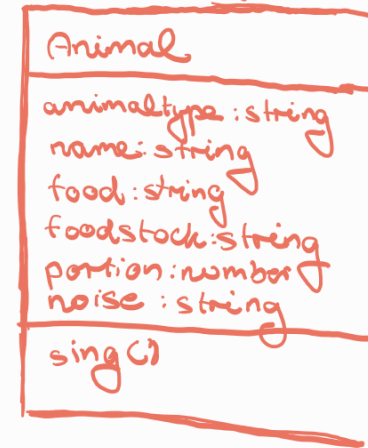 Animal
animaltype : string
name : string
food : string
foodstock : string
portion : number
noise : string
sing()